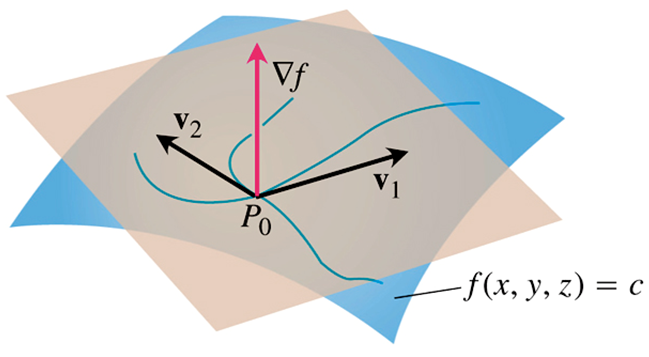 ∇f
v₂
v₁
P₀
f(x, y, z) = c